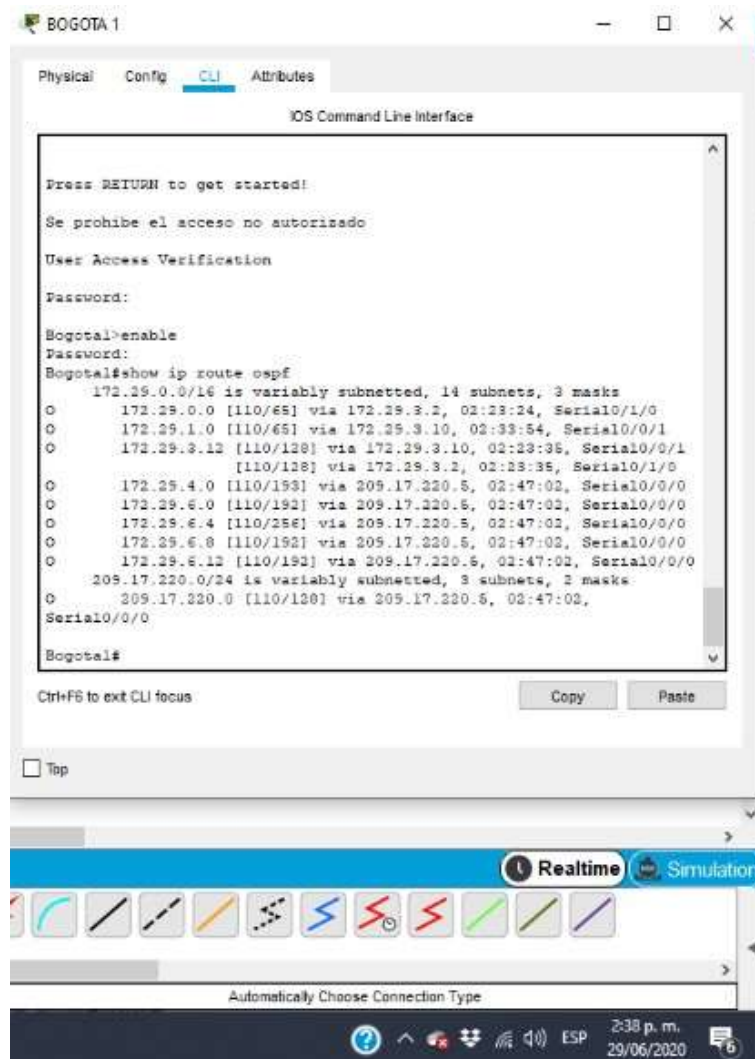 BOGOTA 1
Physical Config CLI Attributes
IOS Command Line Interface
Press RETURN to get started!
Se prohibe el acceso no autorizado
User Access Verification
Password:
Bogota1>enable
Password:
Bogota1#show ip route ospf
172.29.0.0/16 is variably subnetted, 14 subnets, 3 masks
O 172.29.0.0 [110/65] via 172.29.3.2, 02:23:24, Serial0/1/0
O 172.29.1.0 [110/65] via 172.29.3.10, 02:33:54, Serial0/0/1
O 172.29.3.12 [110/128] via 172.29.3.10, 02:23:35, Serial0/0/1
[110/128] via 172.29.3.2, 02:23:35, Serial0/1/0
O 172.29.4.0 [110/193] via 209.17.220.5, 02:47:02, Serial0/0/0
O 172.29.6.0 [110/192] via 209.17.220.5, 02:47:02, Serial0/0/0
O 172.29.6.4 [110/256] via 209.17.220.5, 02:47:02, Serial0/0/0
O 172.29.6.8 [110/192] via 209.17.220.5, 02:47:02, Serial0/0/0
O 172.29.6.12 [110/192] via 209.17.220.5, 02:47:02, Serial0/0/0
209.17.220.0/24 is variably subnetted, 3 subnets, 2 masks
O 209.17.220.0 [110/128] via 209.17.220.5, 02:47:02,
Serial0/0/0
Bogota1#
Ctrl+F6 to exit CLI focus
Copy Paste
Top
Realtime Simulation
Automatically Choose Connection Type
ESP 2:38 p. m.
29/06/2020
6